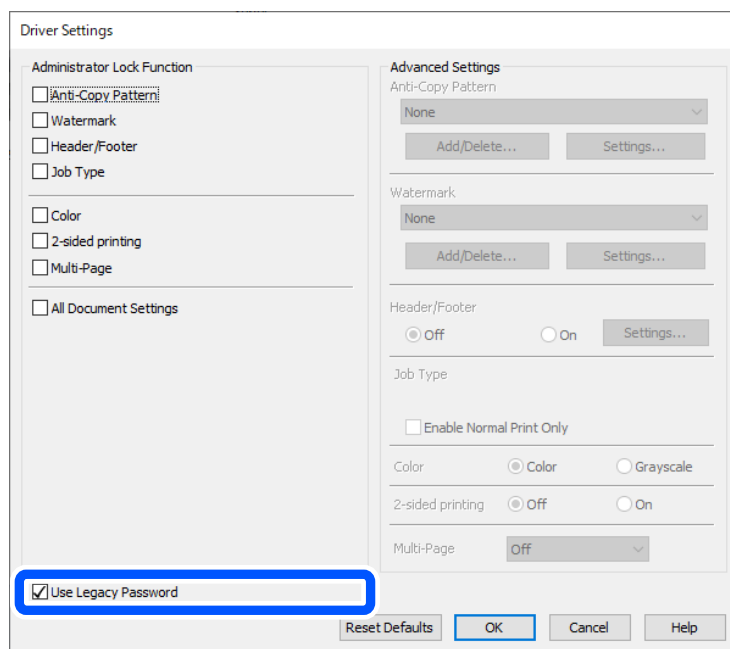 Driver Settings
Administrator Lock Function
Anti-Copy Pattern
Watermark
Header/Footer
Job Type
Color
2-sided printing
Multi-Page
All Document Settings
Use Legacy Password
Advanced Settings
Anti-Copy Pattern
None
Add/Delete... Settings...
Watermark
None
Add/Delete... Settings...
Header/Footer
Off On Settings...
Job Type
Enable Normal Print Only
Color Color Grayscale
2-sided printing Off On
Multi-Page Off
Reset Defaults OK Cancel Help